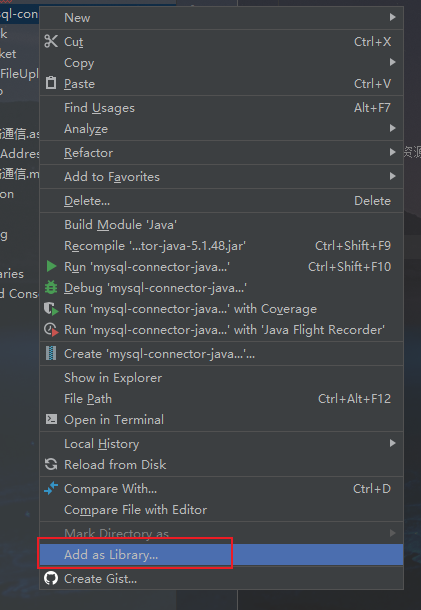 sql-con
New
Cut Ctrl+X
Copy
Paste Ctrl+V
Find Usages Alt+F7
Analyze
Refactor
Add to Favorites
Delete... Delete
Build Module 'Java'
Recompile '...tor-java-5.1.48.jar' Ctrl+Shift+F9
Run 'mysql-connector-java...' Ctrl+Shift+F10
Debug 'mysql-connector-java...'
Run 'mysql-connector-java...' with Coverage
Run 'mysql-connector-java...' with 'Java Flight Recorder'
Create 'mysql-connector-java...'...
Show in Explorer
File Path Ctrl+Alt+F12
Open in Terminal
Local History
Reload from Disk
Compare With... Ctrl+D
Compare File with Editor
Mark Directory as
Add as Library...
Create Gist...
k
ket
FileUpl
通信.as
Addres
通信.m
on
g
aries
d Conso
资源